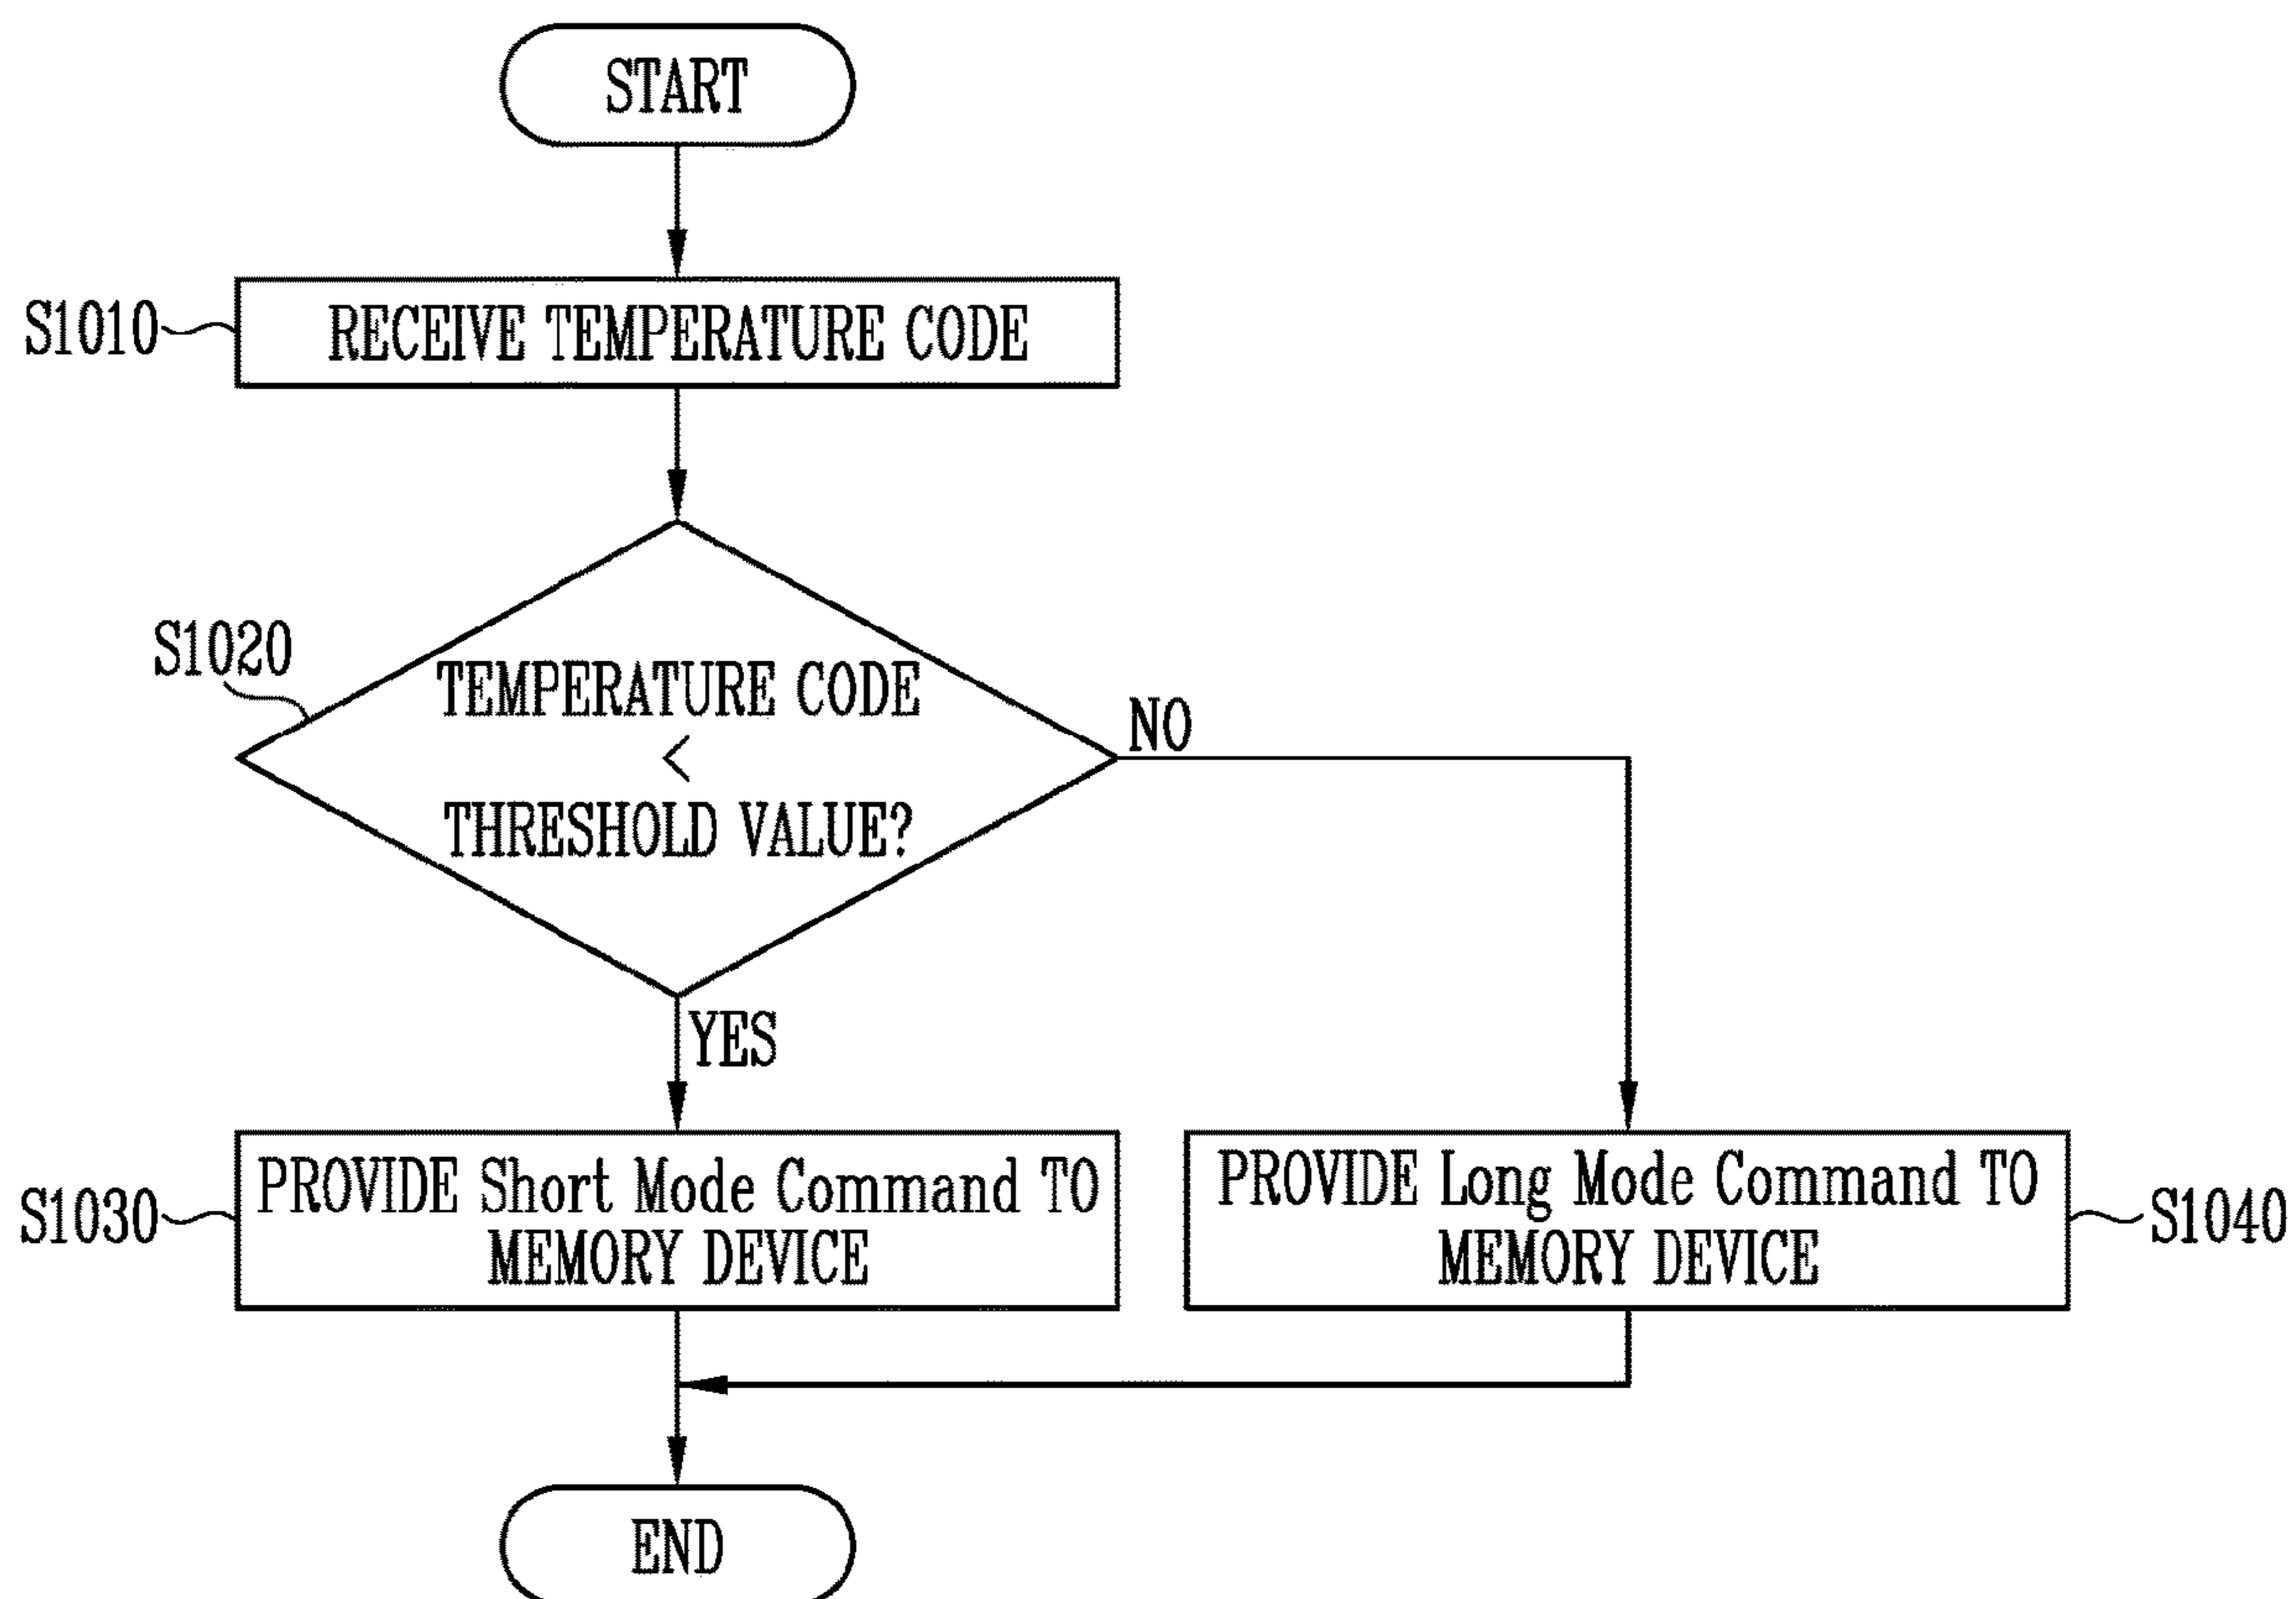 START
S1010
RECEIVE TEMPERATURE CODE
S1020
TEMPERATURE CODE
<
THRESHOLD VALUE?
NO
YES
S1030
PROVIDE Short Mode Command TO
MEMORY DEVICE
PROVIDE Long Mode Command TO
MEMORY DEVICE
S1040
END